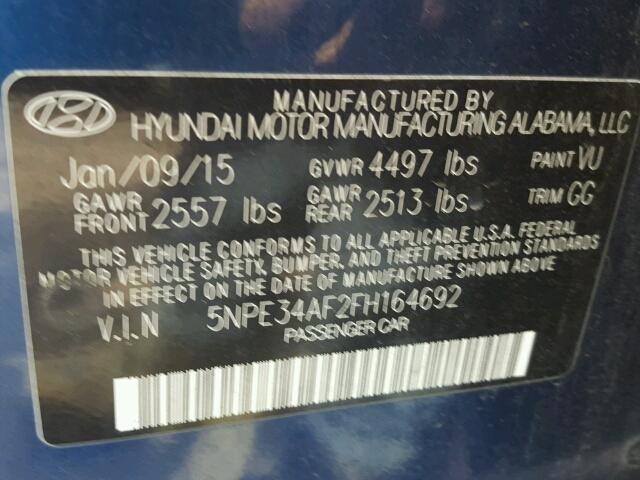 MANUFACTURED BY
HYUNDAI MOTOR MANUFACTURING ALABAMA, LLC
Jan/09/15 GVWR 4497 lbs PAINT VU
GAWR FRONT 2557 lbs GAWR REAR 2513 lbs TRIM GG
THIS VEHICLE CONFORMS TO ALL APPLICABLE U.S.A. FEDERAL
MOTOR VEHICLE SAFETY, BUMPER, AND THEFT PREVENTION STANDARDS
IN EFFECT ON THE DATE OF MANUFACTURE SHOWN ABOVE
V.I.N 5NPE34AF2FH164692
PASSENGER CAR